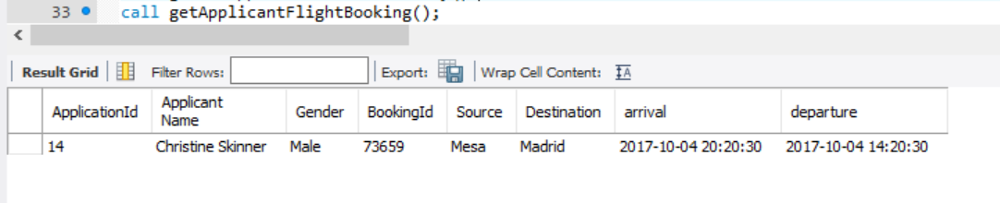 33 call getApplicantFlightBooking();
Result Grid Filter Rows: Export: Wrap Cell Content: IA
ApplicationId Applicant Name Gender BookingId Source Destination arrival departure
14 Christine Skinner Male 73659 Mesa Madrid 2017-10-04 20:20:30 2017-10-04 14:20:30